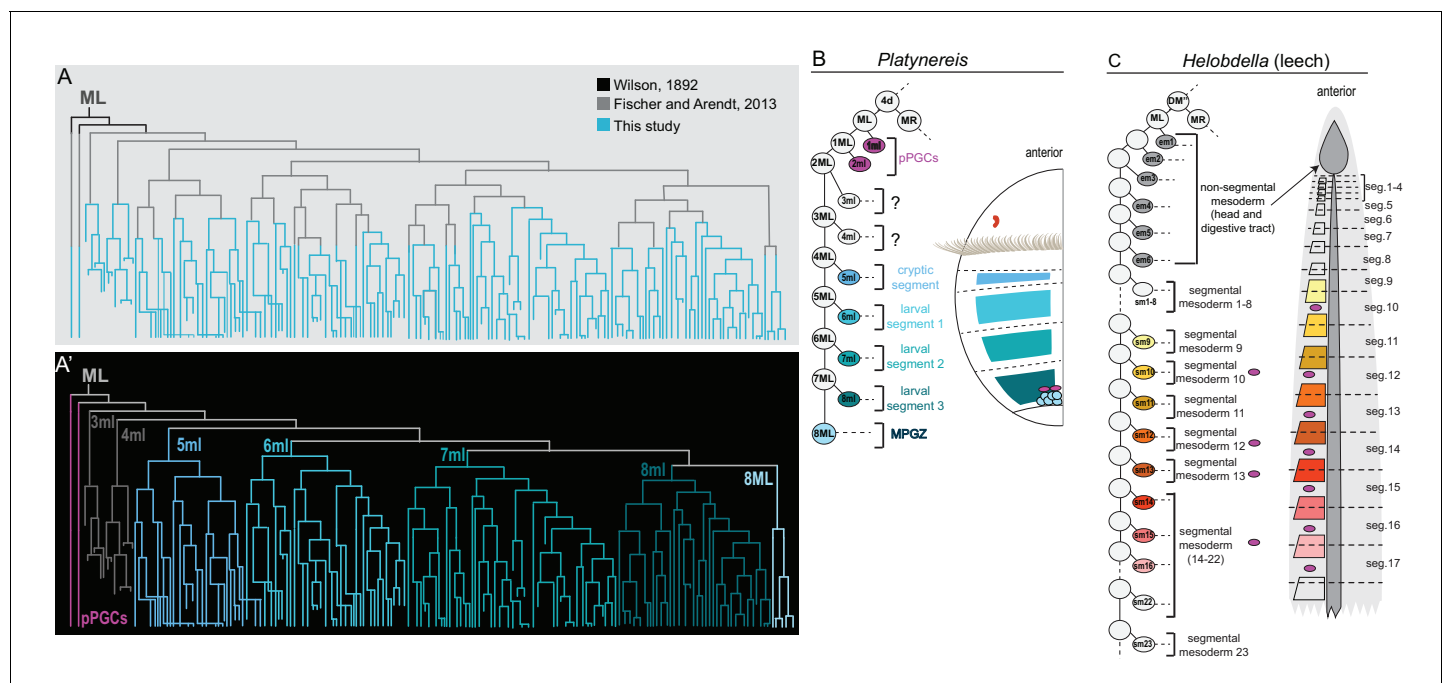 A
ML
Wilson, 1892
Fischer and Arendt, 2013
This study
A'
ML
3ml
4ml
5ml
6ml
7ml
8ml
8ML
pPGCs
B
Platynereis
4d
ML
MR
1ML
1ml
2ml
pPGCs
2ML
3ml
?
3ML
4ml
?
4ML
5ml
cryptic
segment
5ML
6ml
larval
segment 1
6ML
7ml
larval
segment 2
7ML
8ml
larval
segment 3
8ML
MPGZ
anterior
C
Helobdella (leech)
DM"
ML
MR
em1
em2
em3
em4
em5
em6
non-segmental
mesoderm
(head and
digestive tract)
sm1-8
segmental
mesoderm 1-8
sm9
segmental
mesoderm 9
sm10
segmental
mesoderm 10
sm11
segmental
mesoderm 11
sm12
segmental
mesoderm 12
sm13
segmental
mesoderm 13
sm14
sm15
sm16
sm22
segmental
mesoderm
(14-22)
sm23
segmental
mesoderm 23
anterior
seg.1-4
seg.5
seg.6
seg.7
seg.8
seg.9
seg.10
seg.11
seg.12
seg.13
seg.14
seg.15
seg.16
seg.17